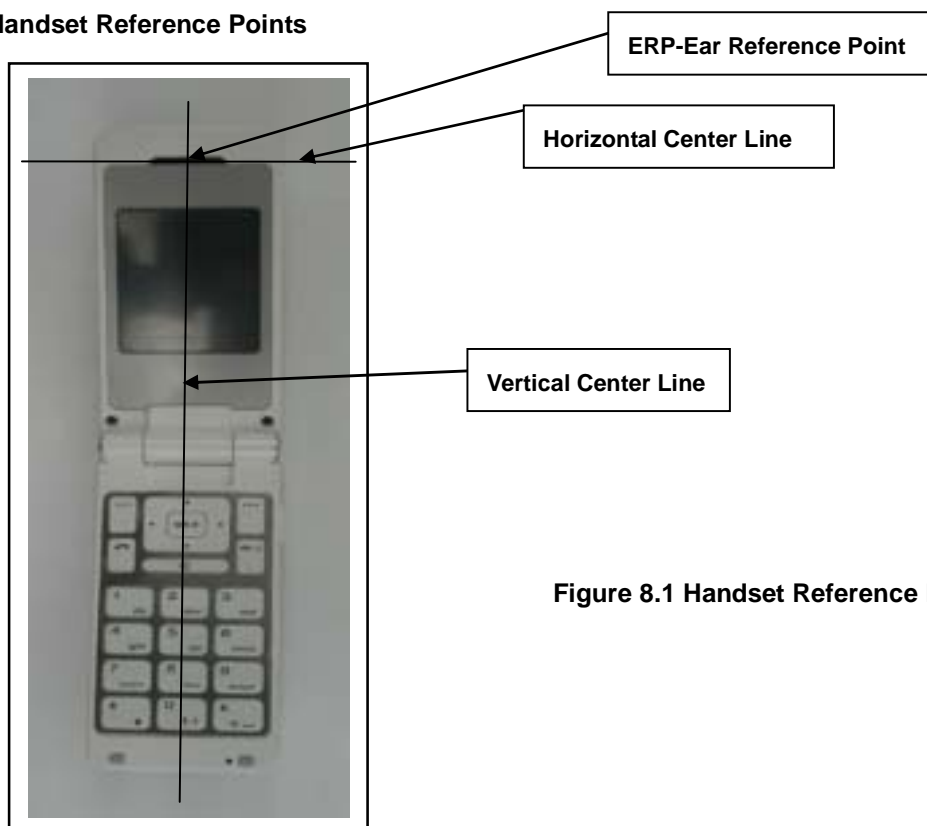 Handset Reference Points
ERP-Ear Reference Point
Horizontal Center Line
Vertical Center Line
Figure 8.1 Handset Reference